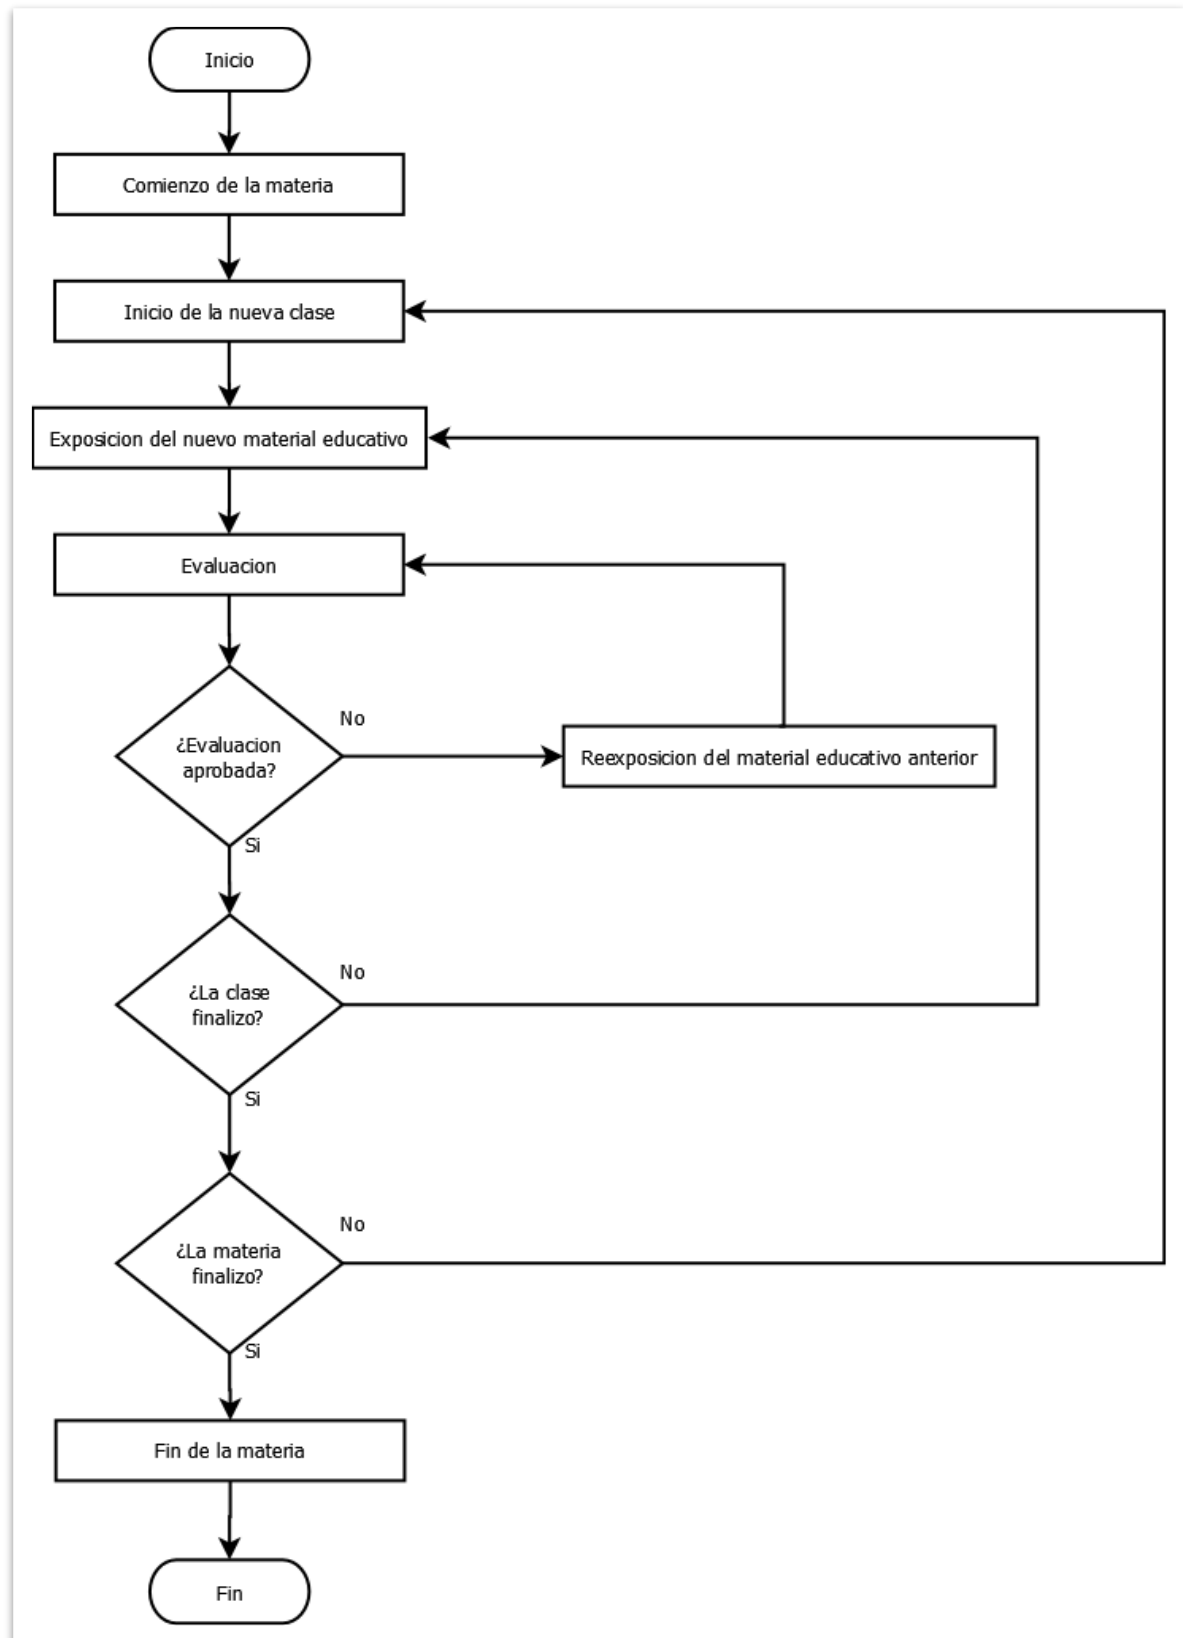 Inicio
Comienzo de la materia
Inicio de la nueva clase
Exposicion del nuevo material educativo
Evaluacion
¿Evaluacion
aprobada?
No
Reexposicion del material educativo anterior
Si
¿La clase
finalizo?
No
Si
¿La materia
finalizo?
No
Si
Fin de la materia
Fin